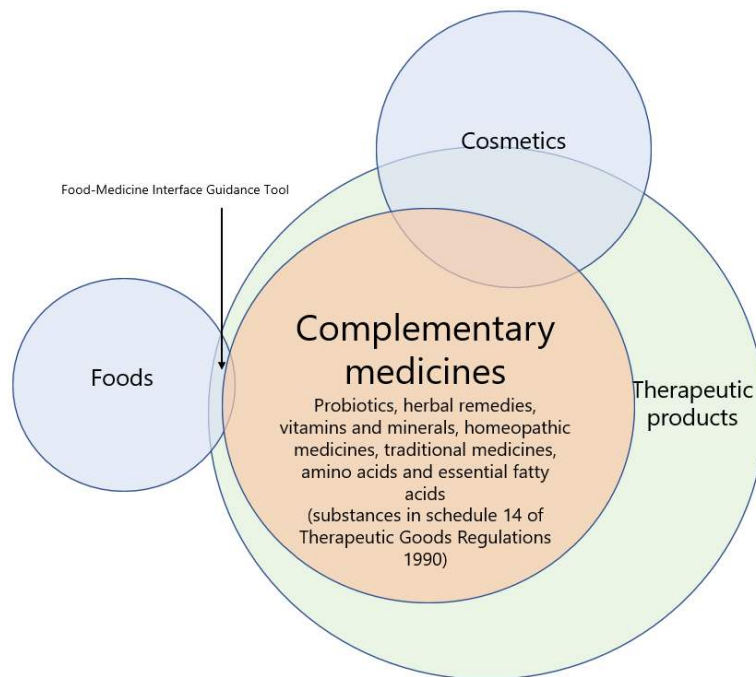 Cosmetics
Food-Medicine Interface Guidance Tool
Foods
Complementary
medicines
Probiotics, herbal remedies,
vitamins and minerals, homeopathic
medicines, traditional medicines,
amino acids and essential fatty
acids
(substances in schedule 14 of
Therapeutic Goods Regulations
1990)
Therapeutic
products